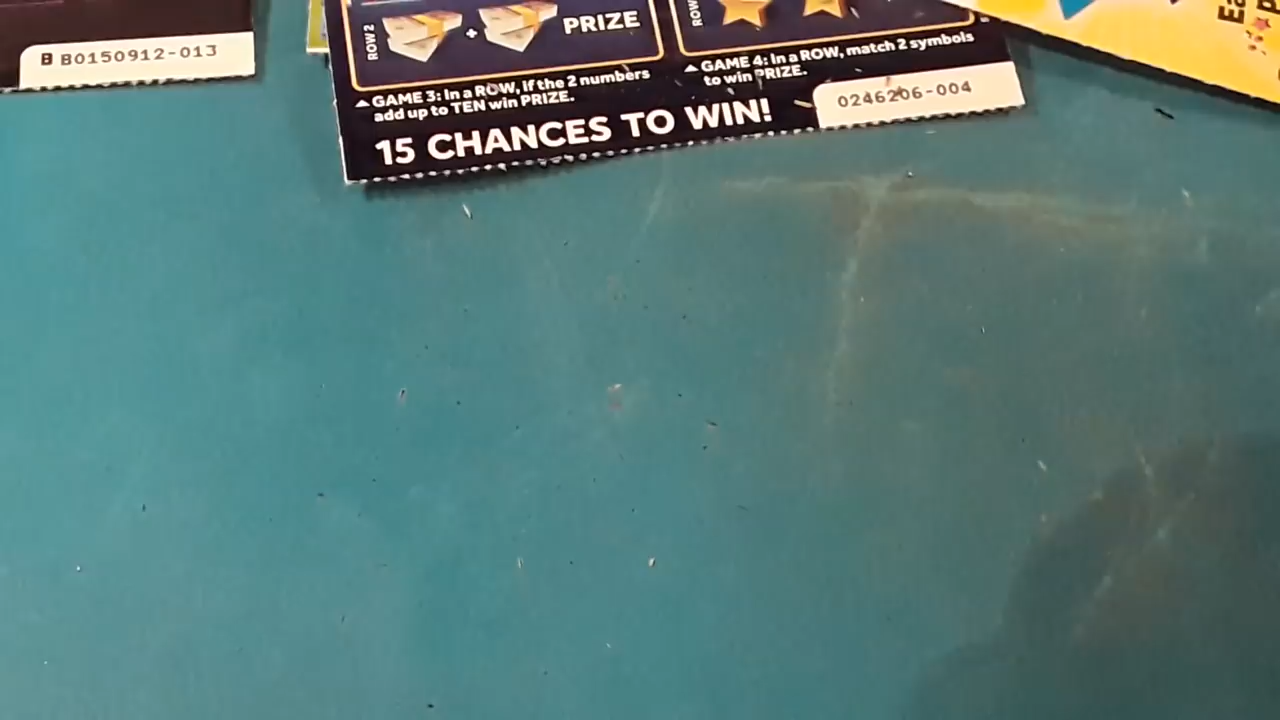 B B0150912-013
ROW 2
+
PRIZE
ROW
GAME 3: In a ROW, If the 2 numbers
add up to TEN win PRIZE.
GAME 4: In a ROW, match 2 symbols
to win PRIZE.
15 CHANCES TO WIN!
0246206-004